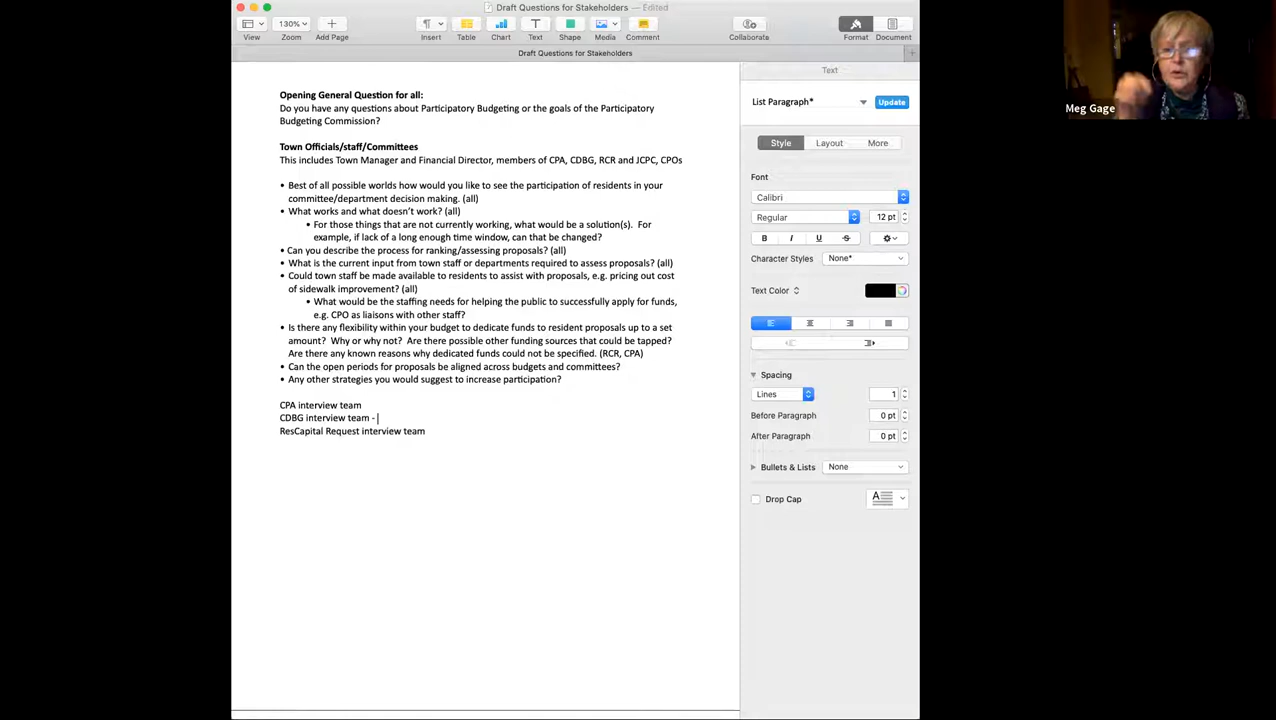 Draft Questions for Stakeholders — Edited
View
130%
Zoom
Add Page
Insert
Table
Chart
Text
Shape
Media
Comment
Collaborate
Format
Document
Draft Questions for Stakeholders
Opening General Question for all:
Do you have any questions about Participatory Budgeting or the goals of the Participatory
Budgeting Commission?
Town Officials/staff/Committees
This includes Town Manager and Financial Director, members of CPA, CDBG, RCR and JCPC, CPOs
• Best of all possible worlds how would you like to see the participation of residents in your
committee/department decision making. (all)
• What works and what doesn't work? (all)
• For those things that are not currently working, what would be a solution(s). For
example, if lack of a long enough time window, can that be changed?
• Can you describe the process for ranking/assessing proposals? (all)
• What is the current input from town staff or departments required to assess proposals? (all)
• Could town staff be made available to residents to assist with proposals, e.g. pricing out cost
of sidewalk improvement? (all)
• What would be the staffing needs for helping the public to successfully apply for funds,
e.g. CPO as liaisons with other staff?
• Is there any flexibility within your budget to dedicate funds to resident proposals up to a set
amount? Why or why not? Are there possible other funding sources that could be tapped?
Are there any known reasons why dedicated funds could not be specified. (RCR, CPA)
• Can the open periods for proposals be aligned across budgets and committees?
• Any other strategies you would suggest to increase participation?
CPA interview team
CDBG interview team -
ResCapital Request interview team
Text
List Paragraph*
Update
Style
Layout
More
Font
Calibri
Regular
12 pt
B
I
U
S
Character Styles
None*
Text Color
Spacing
Lines
1
Before Paragraph
0 pt
After Paragraph
0 pt
Bullets & Lists
None
Drop Cap
A
Meg Gage